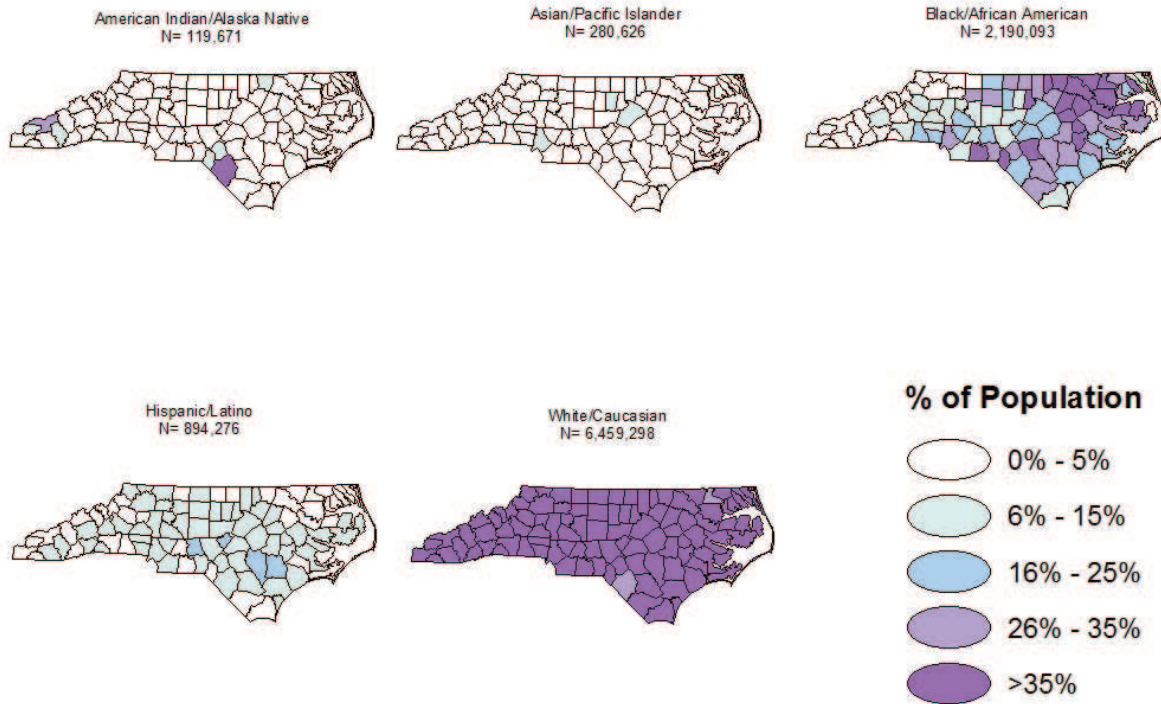 American Indian/Alaska Native
N= 119,671
Asian/Pacific Islander
N= 280,626
Black/African American
N= 2,190,093
Hispanic/Latino
N= 894,276
White/Caucasian
N= 6,459,298
% of Population
0% - 5%
6% - 15%
16% - 25%
26% - 35%
>35%